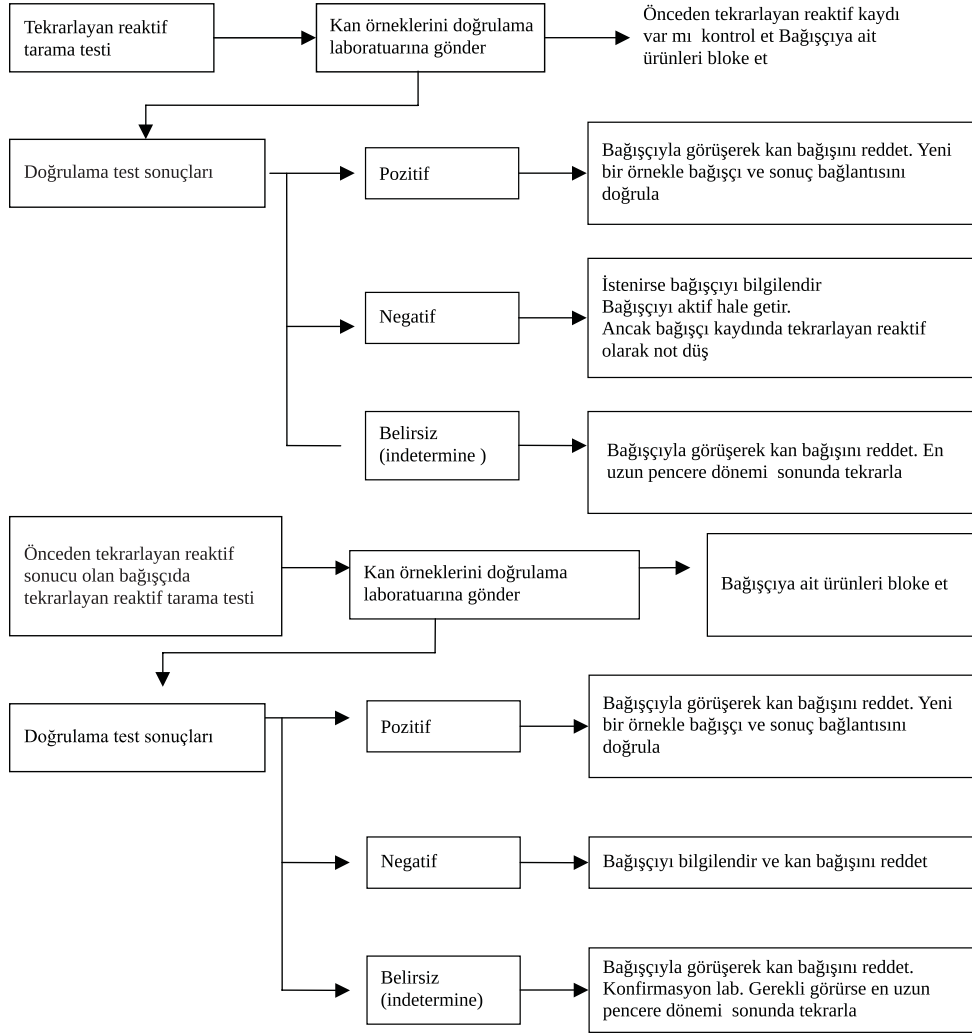 Tekrarlayan reaktif
tarama testi
Kan örneklerini doğrulama
laboratuarına gönder
Önceden tekrarlayan reaktif kaydı
var mı  kontrol et Bağışçıya ait
ürünleri bloke et
Doğrulama test sonuçları
Pozitif
Bağışçıyla görüşerek kan bağışını reddet. Yeni
bir örnekle bağışçı ve sonuç bağlantısını
doğrula
Negatif
İstenirse bağışçıyı bilgilendir
Bağışçıyı aktif hale getir.
Ancak bağışçı kaydında tekrarlayan reaktif
olarak not düş
Belirsiz
(indetermine )
Bağışçıyla görüşerek kan bağışını reddet. En
uzun pencere dönemi  sonunda tekrarla
Önceden tekrarlayan reaktif
sonucu olan bağışçıda
tekrarlayan reaktif tarama testi
Kan örneklerini doğrulama
laboratuarına gönder
Bağışçıya ait ürünleri bloke et
Doğrulama test sonuçları
Pozitif
Bağışçıyla görüşerek kan bağışını reddet. Yeni
bir örnekle bağışçı ve sonuç bağlantısını
doğrula
Negatif
Bağışçıyı bilgilendir ve kan bağışını reddet
Belirsiz
(indetermine)
Bağışçıyla görüşerek kan bağışını reddet.
Konfirmasyon lab. Gerekli görürse en uzun
pencere dönemi  sonunda tekrarla